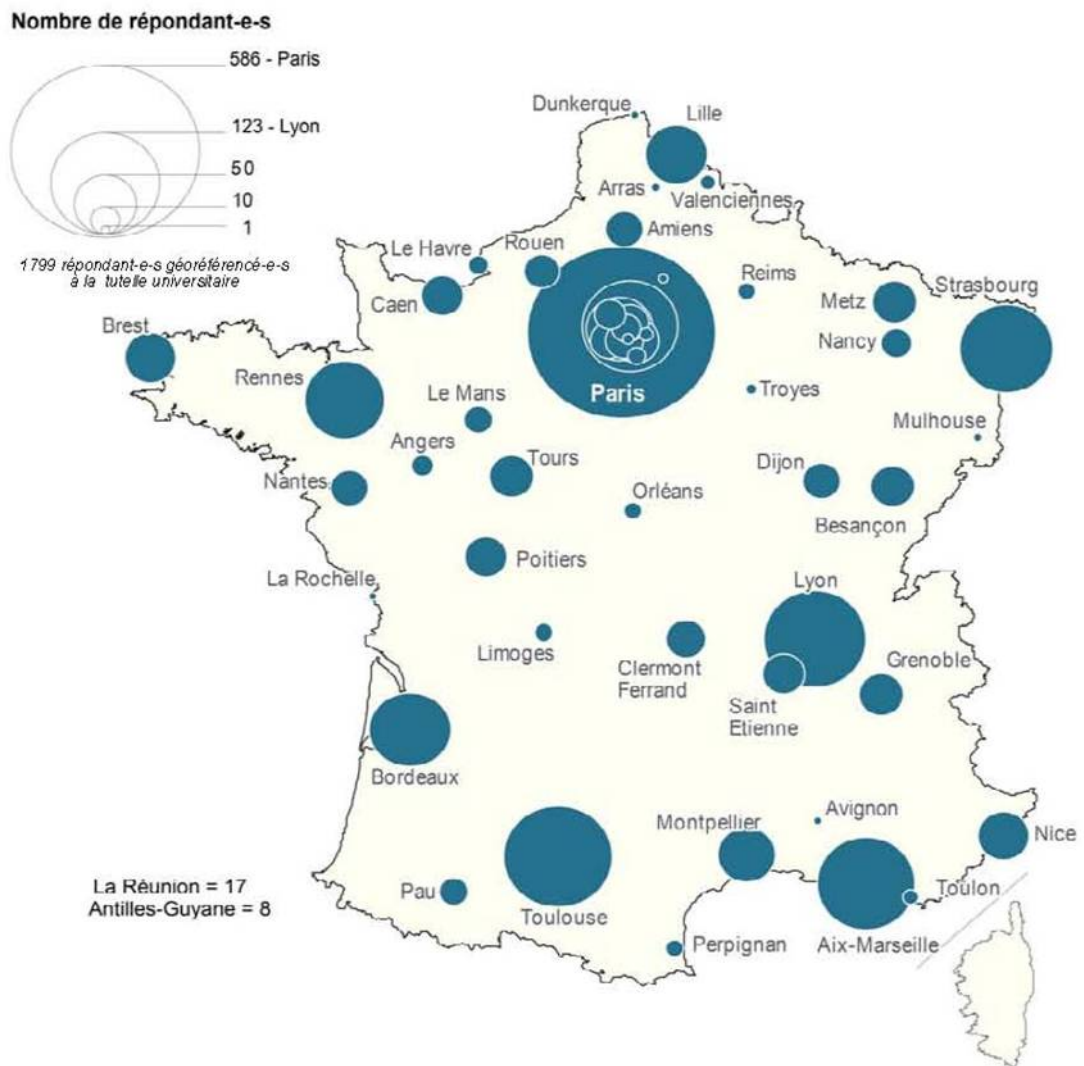 Nombre de répondant-e-s
586 - Paris
123 - Lyon
50
10
1
1799 répondant-e-s géoréférencé-e-s
à la tutelle universitaire
Dunkerque
Lille
Arras
Valenciennes
Amiens
Le Havre
Rouen
Caen
Reims
Metz
Strasbourg
Nancy
Brest
Rennes
Paris
Troyes
Le Mans
Mulhouse
Angers
Tours
Nantes
Orléans
Dijon
Besançon
Poitiers
La Rochelle
Lyon
Limoges
Clermont
Ferrand
Grenoble
Saint
Etienne
Bordeaux
Montpellier
Avignon
Nice
La Réunion = 17
Antilles-Guyane = 8
Pau
Toulouse
Toulon
Perpignan
Aix-Marseille